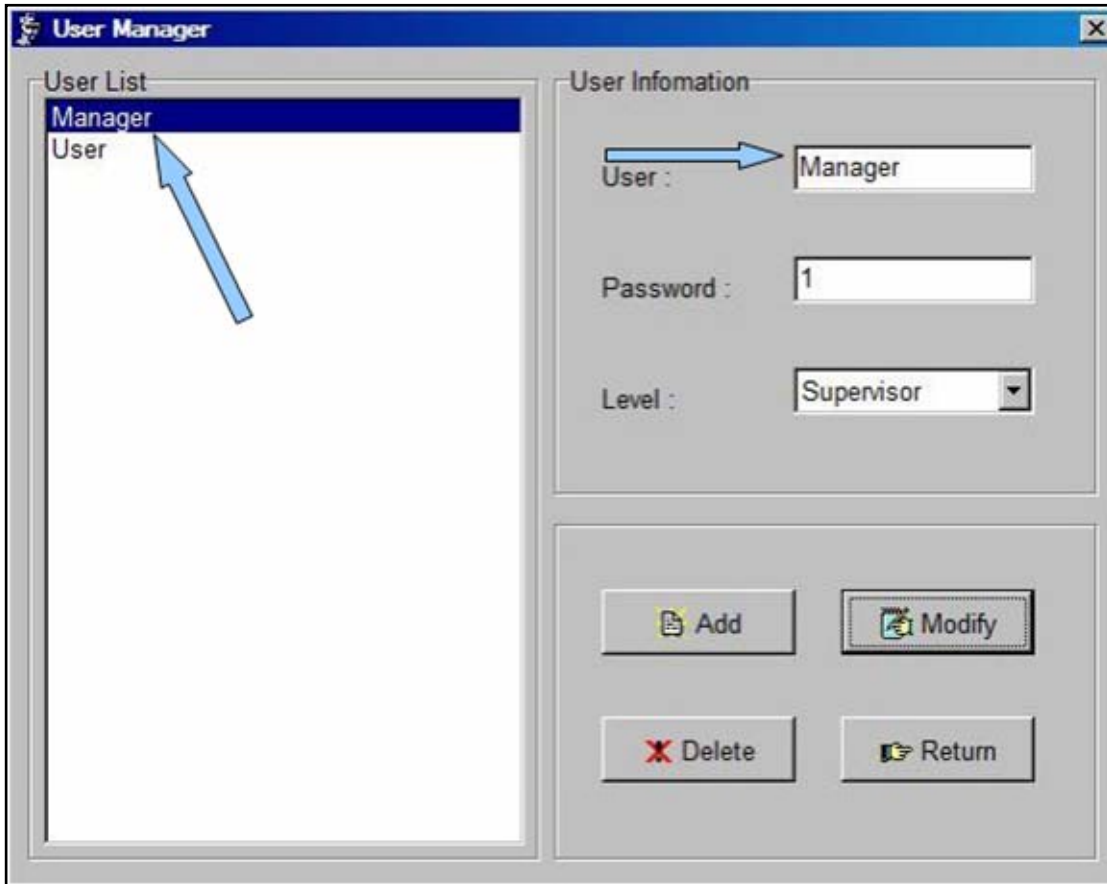 User Manager
User List
Manager
User
User Infomation
User :
Manager
Password :
1
Level :
Supervisor
Add
Modify
Delete
Return